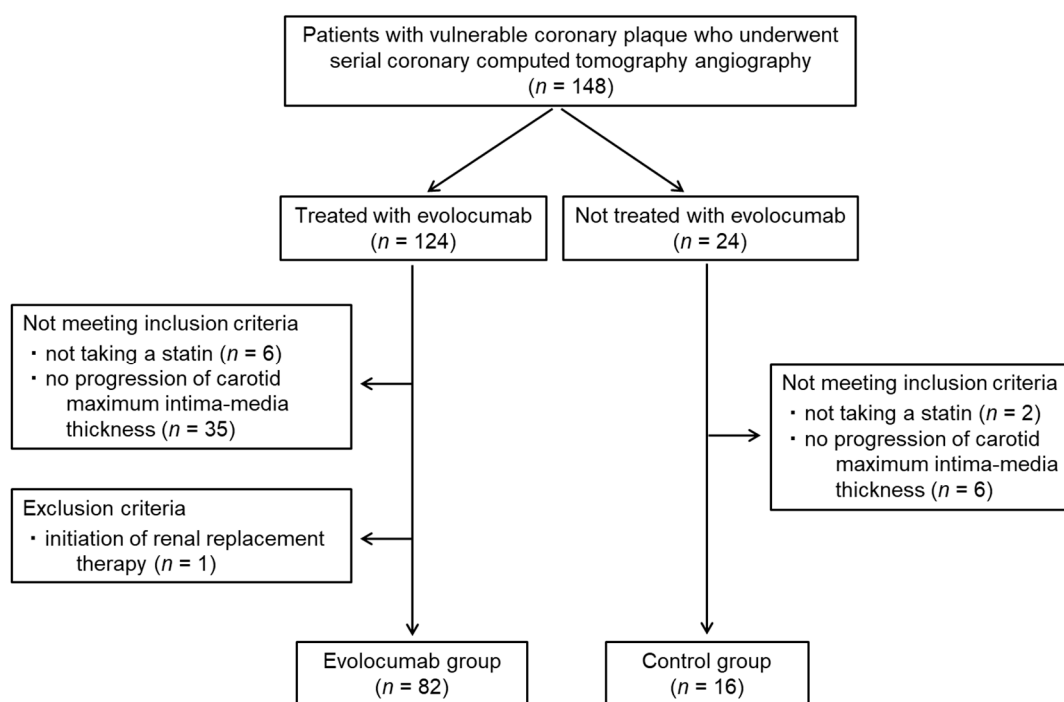 Patients with vulnerable coronary plaque who underwent
serial coronary computed tomography angiography
(n = 148)
Treated with evolocumab
(n = 124)
Not treated with evolocumab
(n = 24)
Not meeting inclusion criteria
・not taking a statin (n = 6)
・no progression of carotid
maximum intima-media
thickness (n = 35)
Not meeting inclusion criteria
・not taking a statin (n = 2)
・no progression of carotid
maximum intima-media
thickness (n = 6)
Exclusion criteria
・initiation of renal replacement
therapy (n = 1)
Evolocumab group
(n = 82)
Control group
(n = 16)